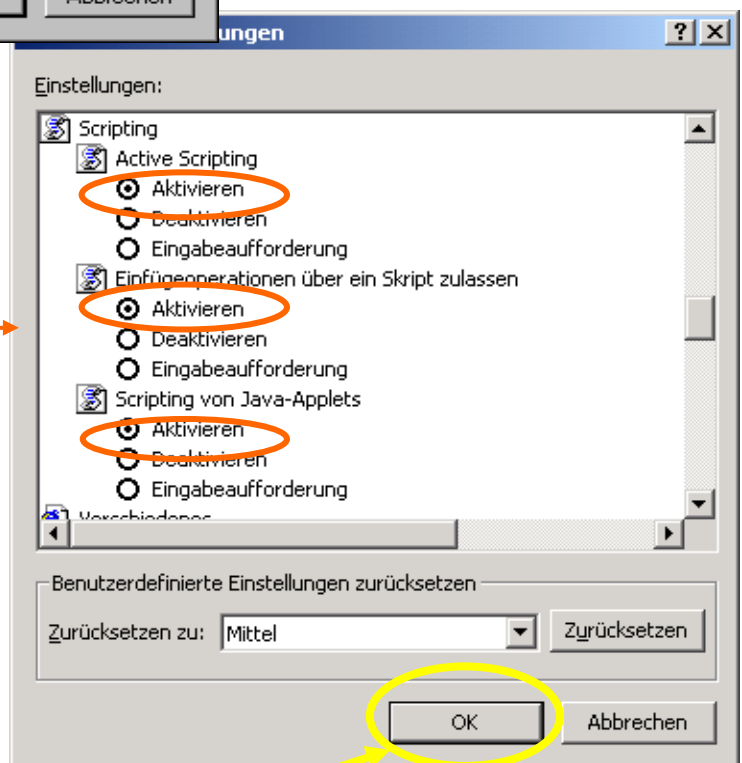 Abbrechen
ungen
Einstellungen:
Scripting
Active Scripting
Aktivieren
Deaktivieren
Eingabeaufforderung
Einfügeoperationen über ein Skript zulassen
Aktivieren
Deaktivieren
Eingabeaufforderung
Scripting von Java-Applets
Aktivieren
Deaktivieren
Eingabeaufforderung
Verschiedenes
Benutzerdefinierte Einstellungen zurücksetzen
Zurücksetzen zu: Mittel Zurücksetzen
OK Abbrechen